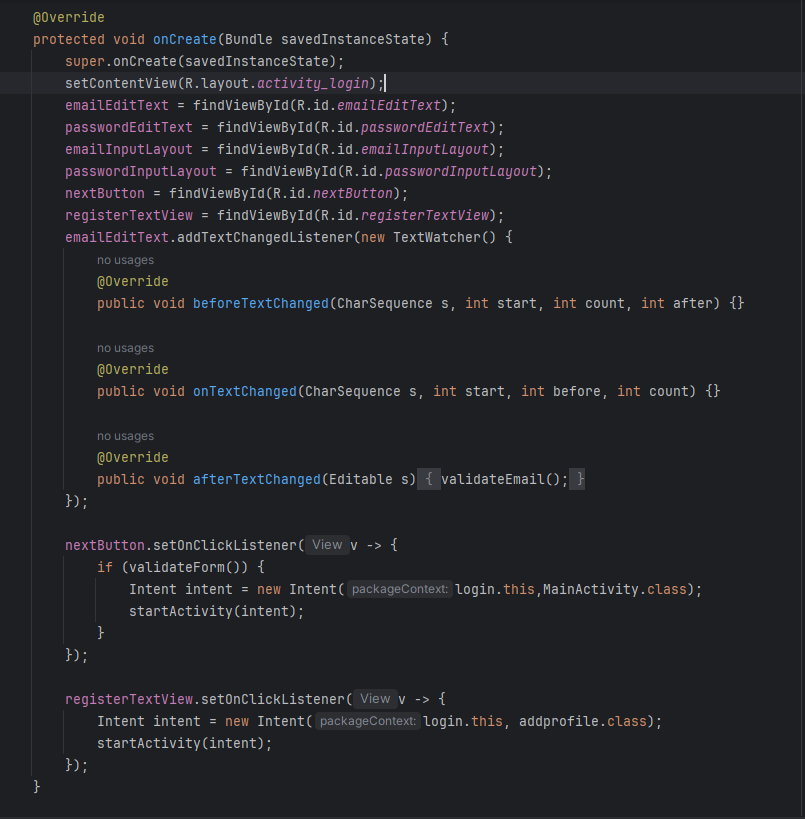 @Override
protected void onCreate(Bundle savedInstanceState) {
super.onCreate(savedInstanceState);
setContentView(R.layout.activity_login);
emailEditText = findViewById(R.id.emailEditText);
passwordEditText = findViewById(R.id.passwordEditText);
emailInputLayout = findViewById(R.id.emailInputLayout);
passwordInputLayout = findViewById(R.id.passwordInputLayout);
nextButton = findViewById(R.id.nextButton);
registerTextView = findViewById(R.id.registerTextView);
emailEditText.addTextChangedListener(new TextWatcher() {
no usages
@Override
public void beforeTextChanged(CharSequence s, int start, int count, int after) {}
no usages
@Override
public void onTextChanged(CharSequence s, int start, int before, int count) {}
no usages
@Override
public void afterTextChanged(Editable s) { validateEmail(); }
});
nextButton.setOnClickListener( View v -> {
if (validateForm()) {
Intent intent = new Intent( packageContext: login.this,MainActivity.class);
startActivity(intent);
}
});
registerTextView.setOnClickListener( View v -> {
Intent intent = new Intent( packageContext: login.this, addprofile.class);
startActivity(intent);
});
}